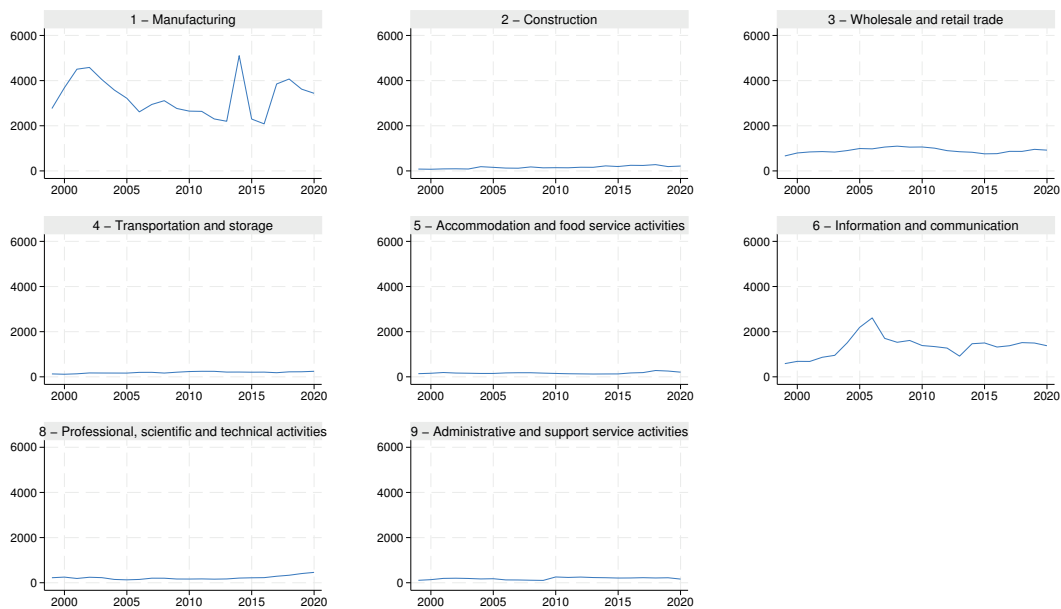 1 − Manufacturing
2 − Construction
3 − Wholesale and retail trade
6000
4000
2000
0
2000 2005 2010 2015 2020
6000
4000
2000
0
2000 2005 2010 2015 2020
6000
4000
2000
0
2000 2005 2010 2015 2020
4 − Transportation and storage
5 − Accommodation and food service activities
6 − Information and communication
6000
4000
2000
0
2000 2005 2010 2015 2020
6000
4000
2000
0
2000 2005 2010 2015 2020
6000
4000
2000
0
2000 2005 2010 2015 2020
8 − Professional, scientific and technical activities
9 − Administrative and support service activities
6000
4000
2000
0
2000 2005 2010 2015 2020
6000
4000
2000
0
2000 2005 2010 2015 2020